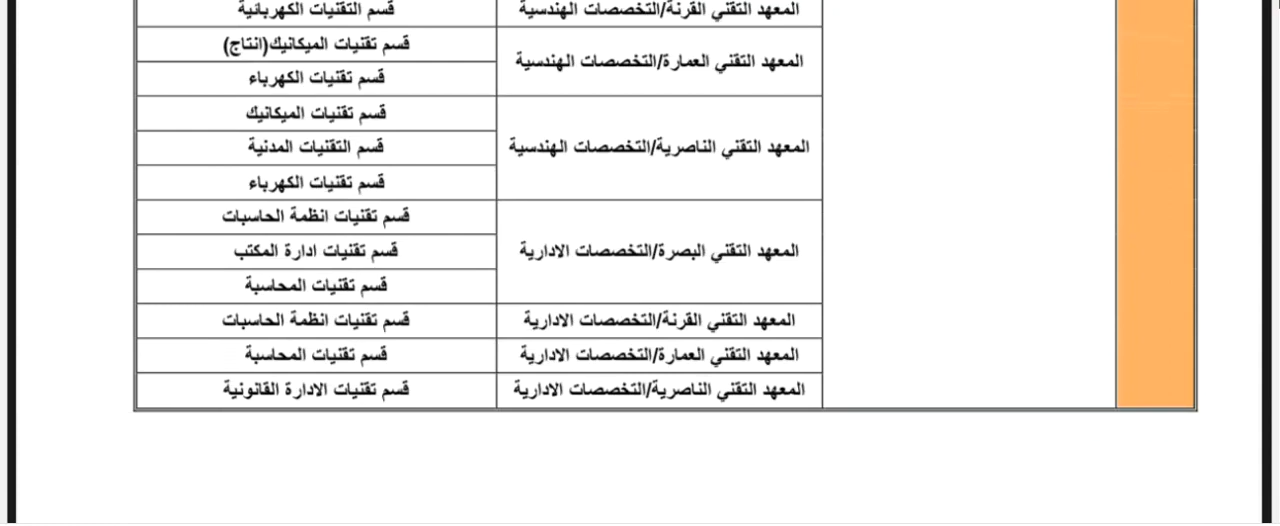 المعهد التقني القرنة/التخصصات الهندسية
قسم التقنيات الكهربائية
المعهد التقني العمارة/التخصصات الهندسية
قسم تقنيات الميكانيك(انتاج)
قسم تقنيات الكهرباء
المعهد التقني الناصرية/التخصصات الهندسية
قسم تقنيات الميكانيك
قسم التقنيات المدنية
قسم تقنيات الكهرباء
المعهد التقني البصرة/التخصصات الادارية
قسم تقنيات انظمة الحاسبات
قسم تقنيات ادارة المكتب
قسم تقنيات المحاسبة
المعهد التقني القرنة/التخصصات الادارية
قسم تقنيات انظمة الحاسبات
المعهد التقني العمارة/التخصصات الادارية
قسم تقنيات المحاسبة
المعهد التقني الناصرية/التخصصات الادارية
قسم تقنيات الادارة القانونية